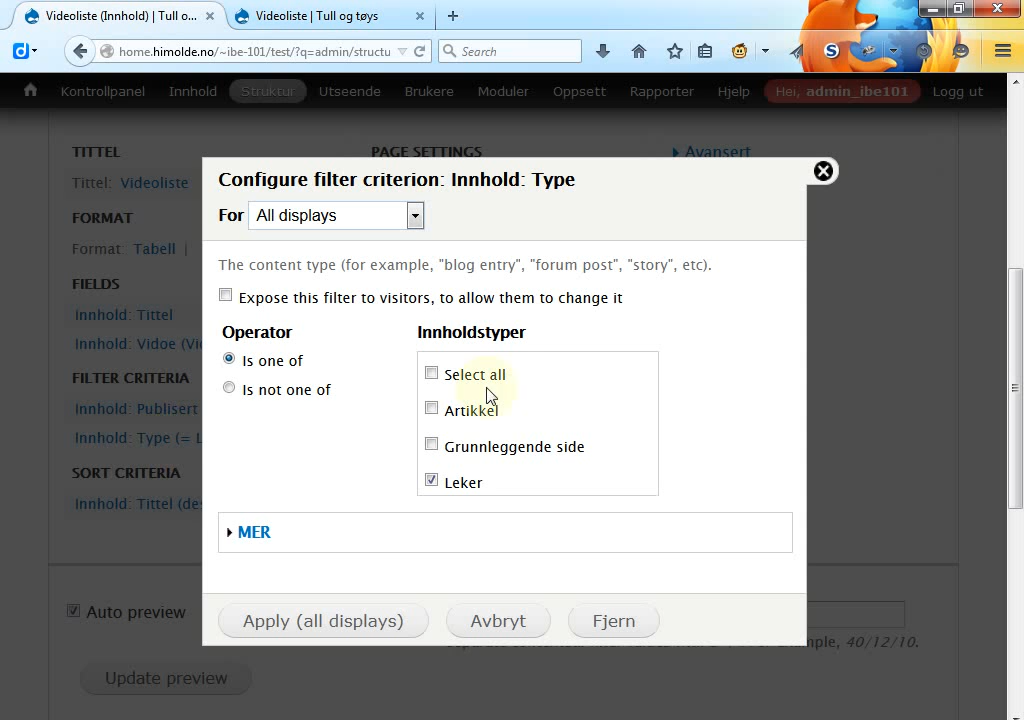 Videoliste (Innhold) | Tull o... ×
Videoliste | Tull og tøys ×
home.himolde.no/~ibe-101/test/?q=admin/structu
Search
Kontrollpanel Innhold Struktur Utseende Brukere Moduler Oppsett Rapporter Hjelp Hei, admin_ibe101 Logg ut
TITTEL
Tittel: Videoliste
FORMAT
Format: Tabell |
FIELDS
Innhold: Tittel
Innhold: Vidoe (Vi
FILTER CRITERIA
Innhold: Publisert
Innhold: Type (= L
SORT CRITERIA
Innhold: Tittel (des
PAGE SETTINGS
Avansert
Configure filter criterion: Innhold: Type
For All displays
The content type (for example, "blog entry", "forum post", "story", etc).
Expose this filter to visitors, to allow them to change it
Operator
Is one of
Is not one of
Innholdstyper
Select all
Artikkel
Grunnleggende side
Leker
MER
Apply (all displays) Avbryt Fjern
Auto preview
mple, 40/12/10.
Update preview